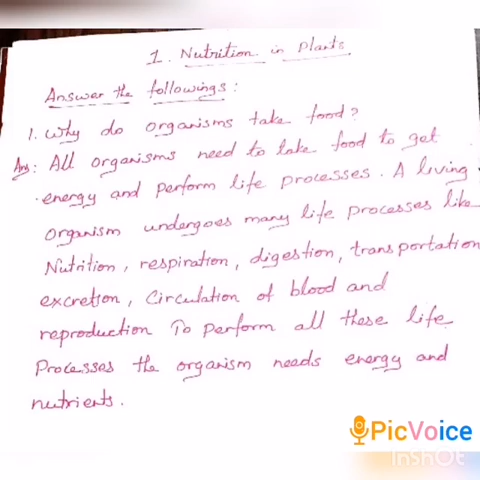 1. Nutrition in Plants
Answer the followings:
1. Why do organisms take food?
Ans: All organisms need to take food to get
energy and perform life processes. A living
organism undergoes many life processes like
Nutrition, respiration, digestion, transportation
excretion, Circulation of blood and
reproduction To perform all these life
Processes the organism needs energy and
nutrients.
PicVoice
InShOt